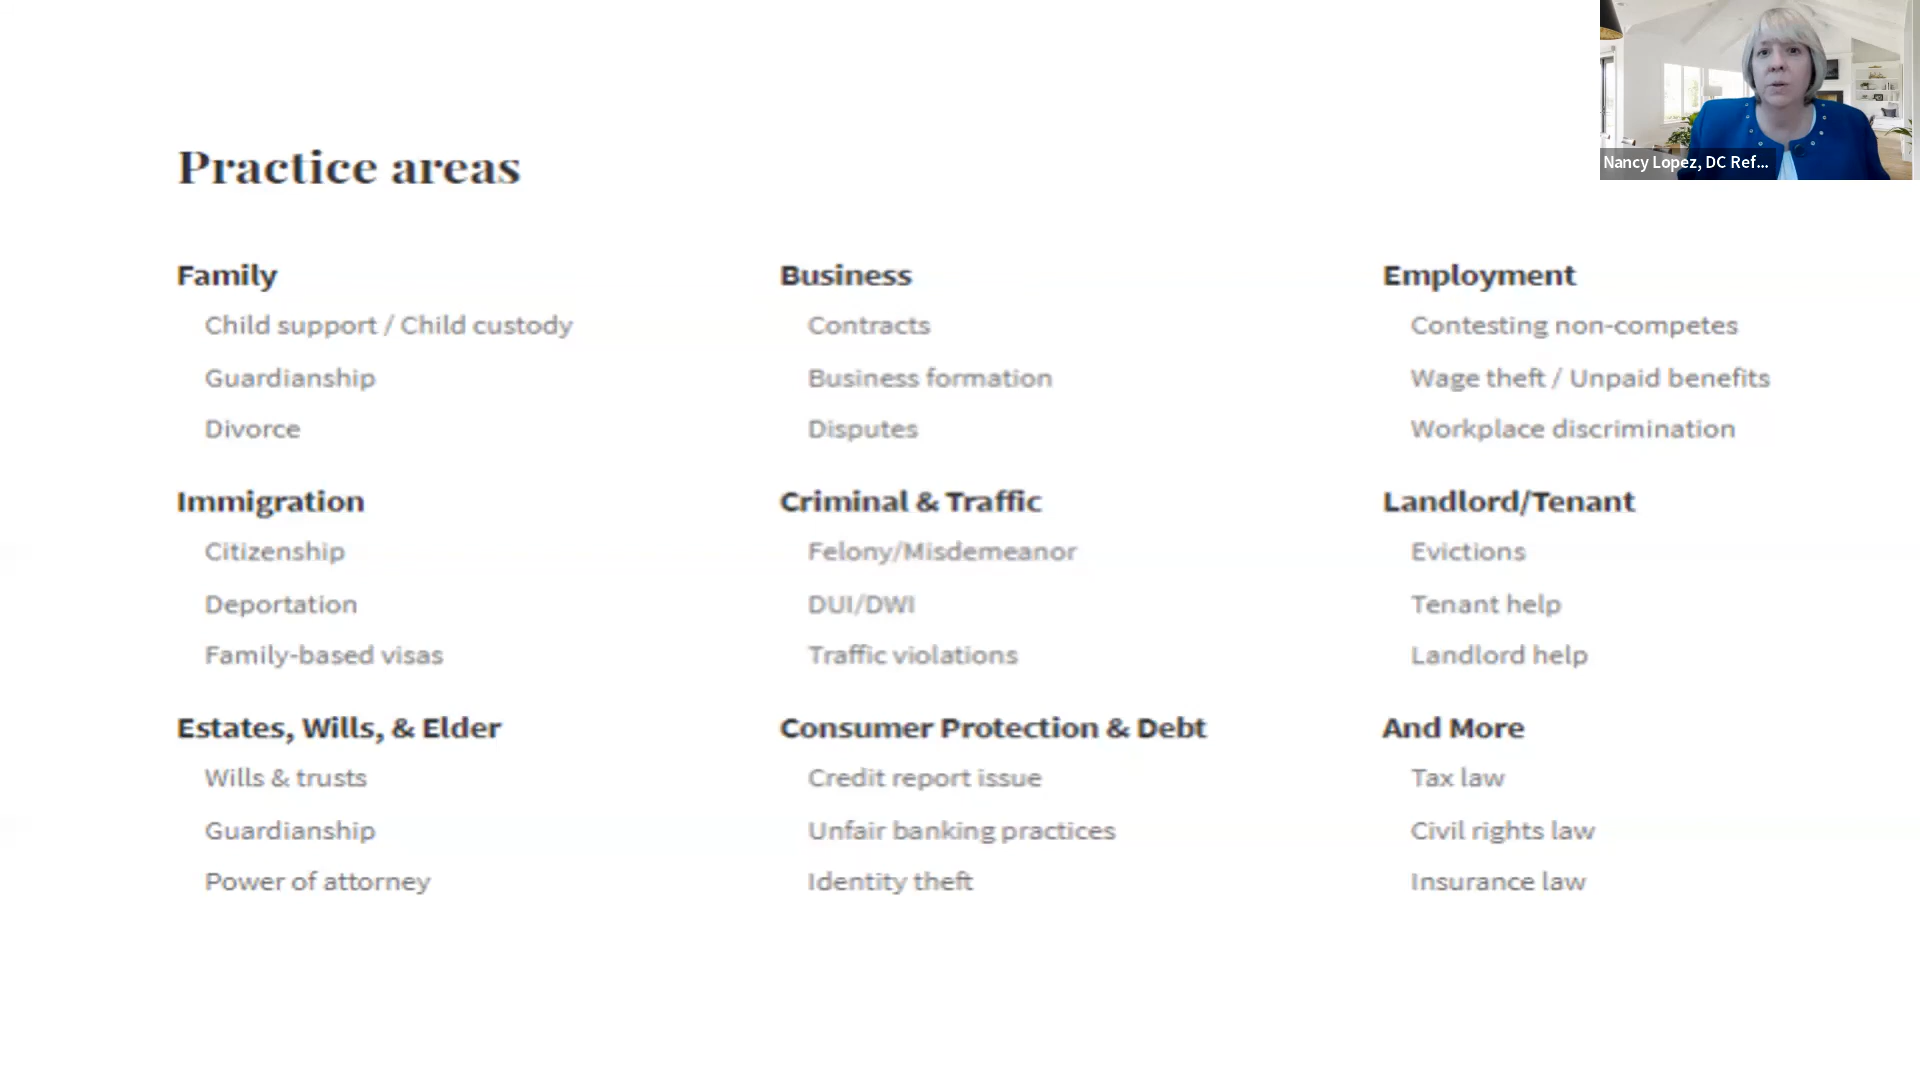 Practice areas
Family
Child support / Child custody
Guardianship
Divorce
Business
Contracts
Business formation
Disputes
Employment
Contesting non-competes
Wage theft / Unpaid benefits
Workplace discrimination
Immigration
Citizenship
Deportation
Family-based visas
Criminal & Traffic
Felony/Misdemeanor
DUI/DWI
Traffic violations
Landlord/Tenant
Evictions
Tenant help
Landlord help
Estates, Wills, & Elder
Wills & trusts
Guardianship
Power of attorney
Consumer Protection & Debt
Credit report issue
Unfair banking practices
Identity theft
And More
Tax law
Civil rights law
Insurance law
Nancy Lopez, DC Ref...